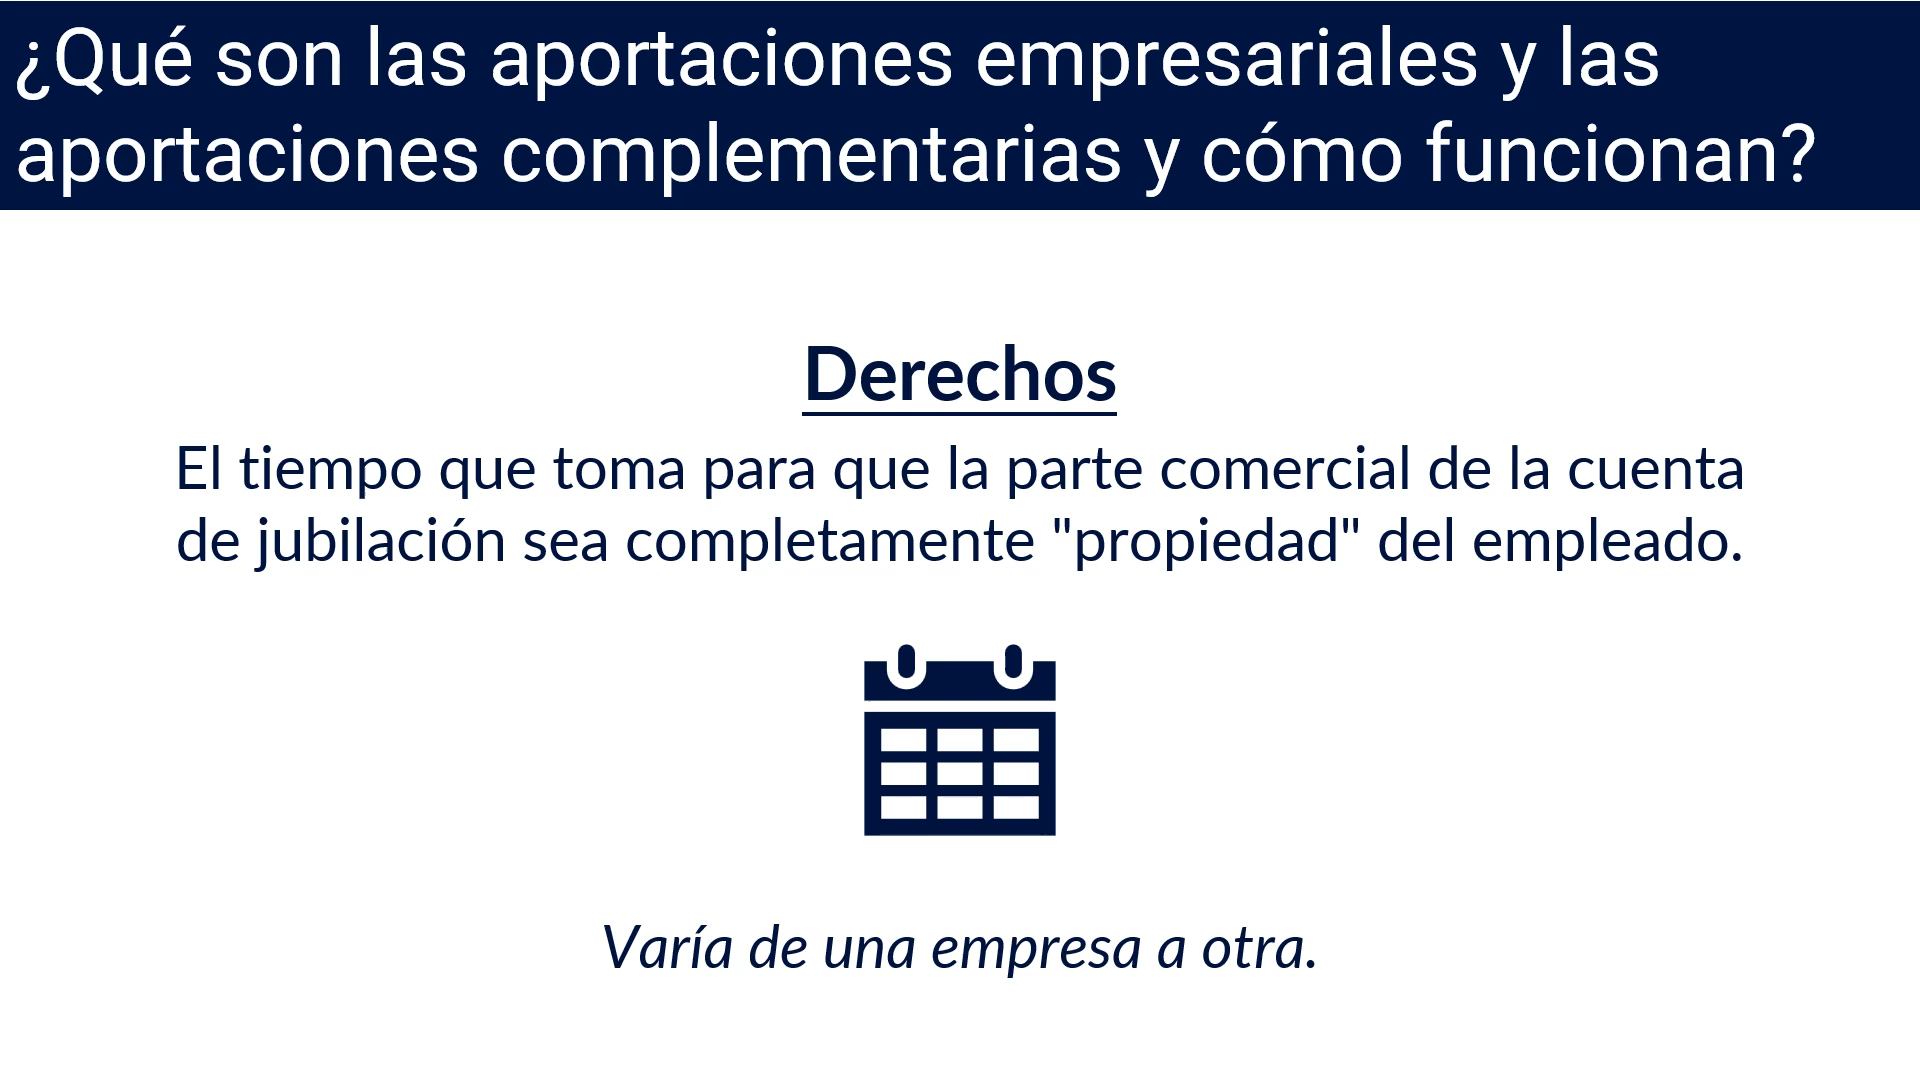 ¿Qué son las aportaciones empresariales y las
aportaciones complementarias y cómo funcionan?
Derechos
El tiempo que toma para que la parte comercial de la cuenta
de jubilación sea completamente "propiedad" del empleado.
Varía de una empresa a otra.